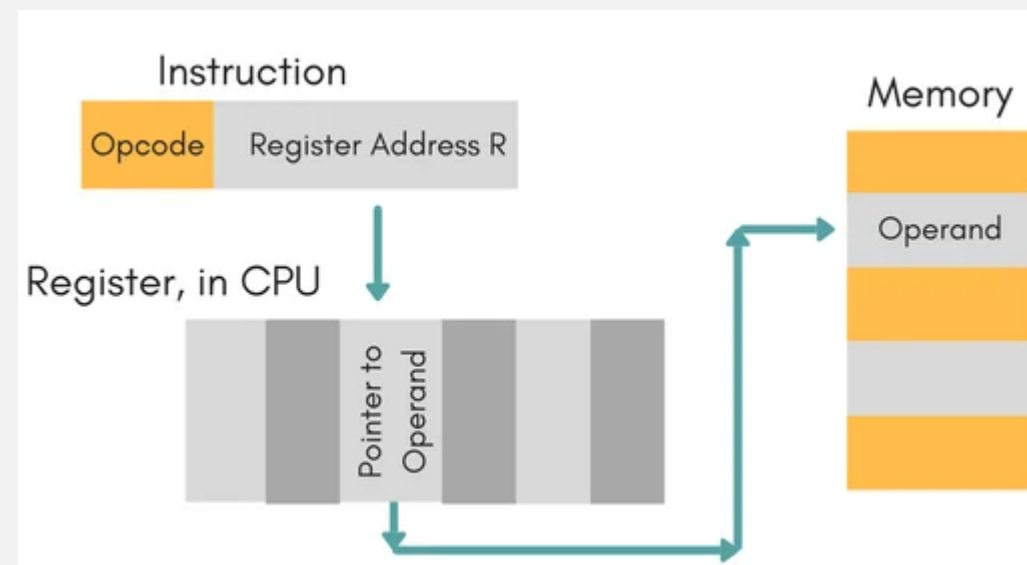 Instruction
Memory
Opcode
Register Address R
Operand
Register, in CPU
Pointer to
Operand